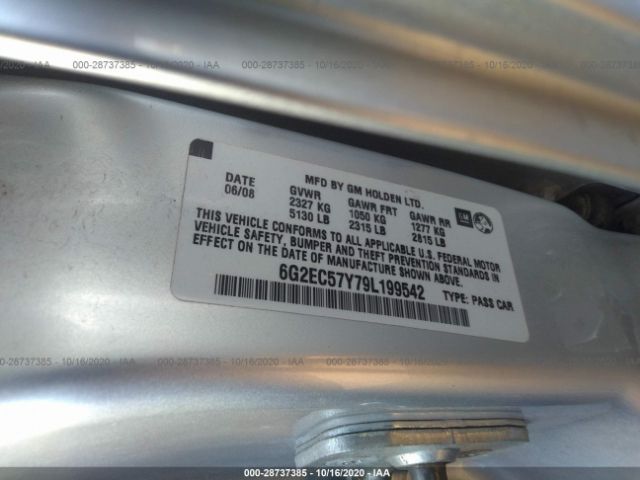 000-28737385 - 10/16/2020 - IAA
DATE
06/08
MFD BY GM HOLDEN LTD.
GVWR GAWR FRT GAWR RR
2327 KG 1050 KG 1277 KG
5130 LB 2315 LB 2815 LB
GM
THIS VEHICLE CONFORMS TO ALL APPLICABLE U.S. FEDERAL MOTOR
VEHICLE SAFETY, BUMPER AND THEFT PREVENTION STANDARDS IN
EFFECT ON THE DATE OF MANUFACTURE SHOWN ABOVE.
6G2EC57Y79L199542
TYPE: PASS CAR
000-28737385 - 10/16/2020 - IAA
000-28737385 - 10/16/2020 - IAA